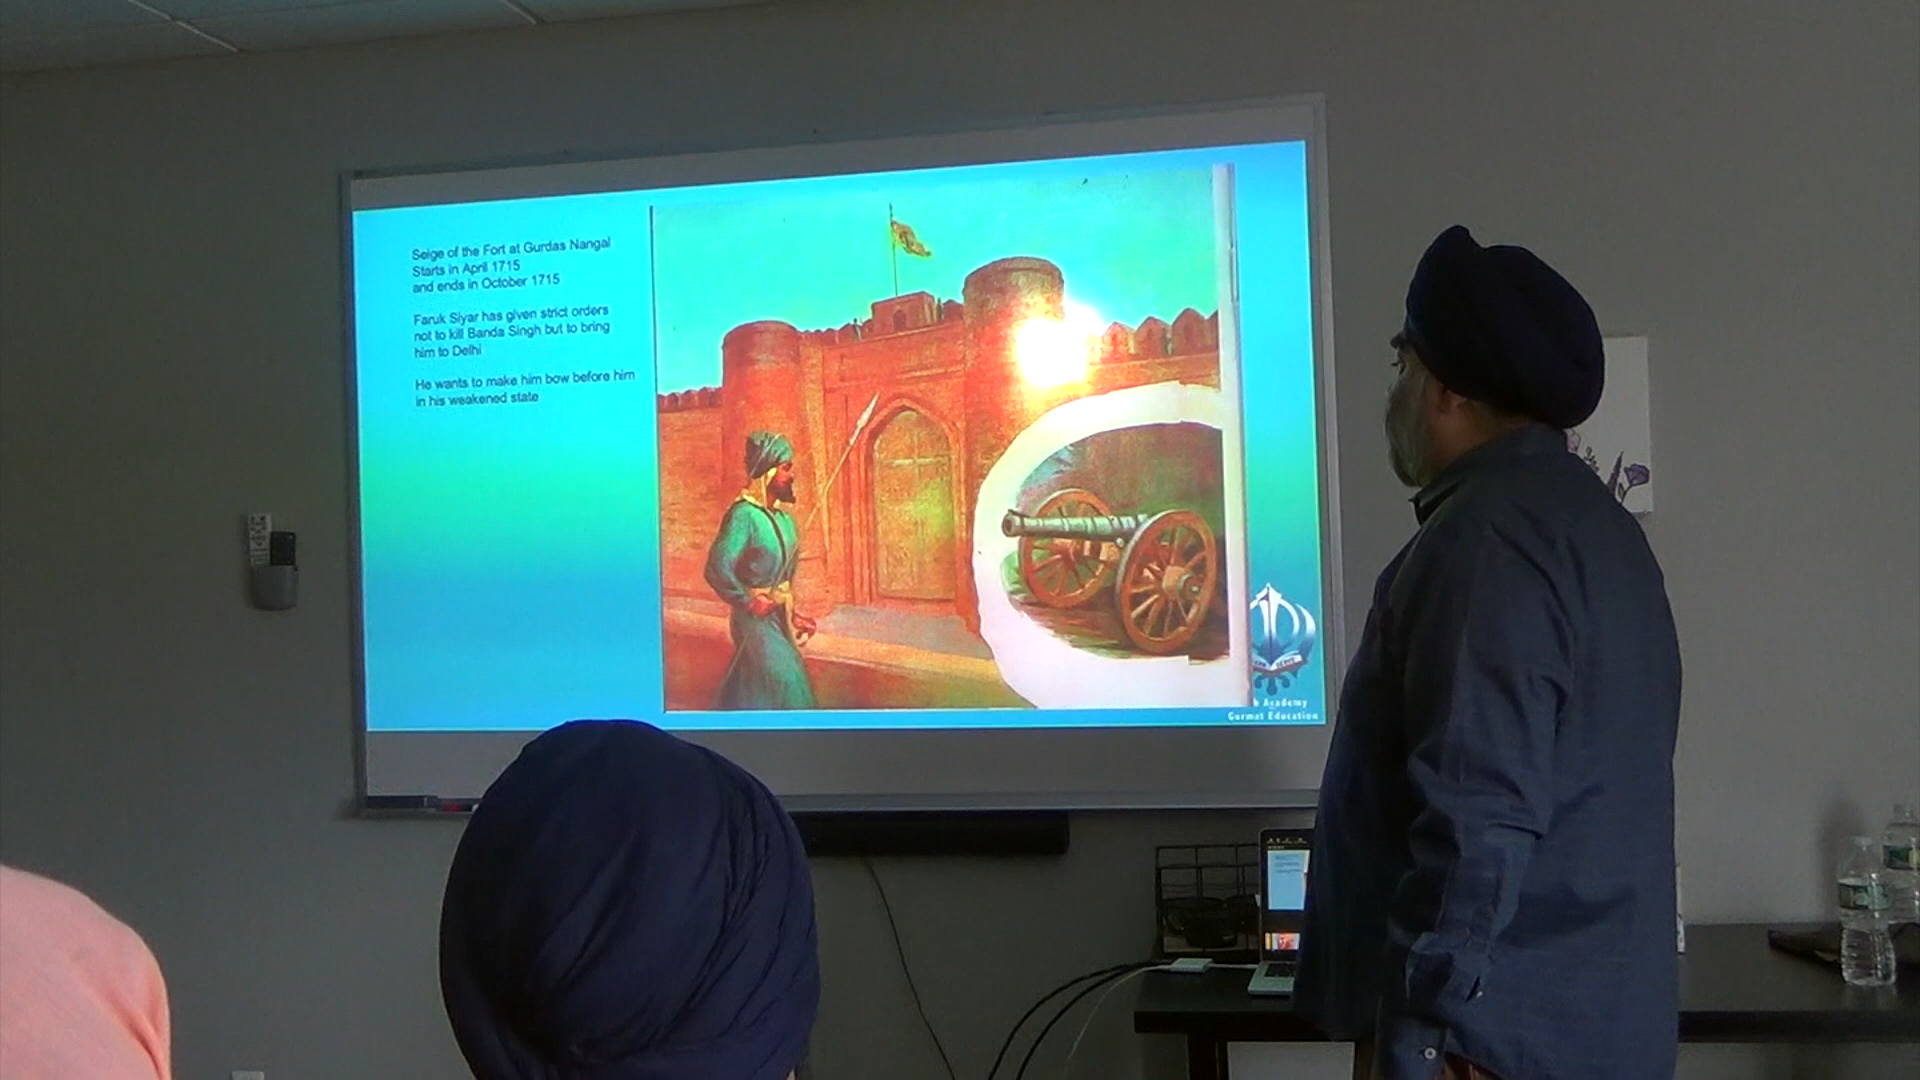 Seige of the Fort at Gurdas Nangal
Starts in April 1715
and ends in October 1715
Faruk Siyar has given strict orders
not to kill Banda Singh but to bring
him to Delhi
He wants to make him bow before him
in his weakened state
Academy
Gurmat Education